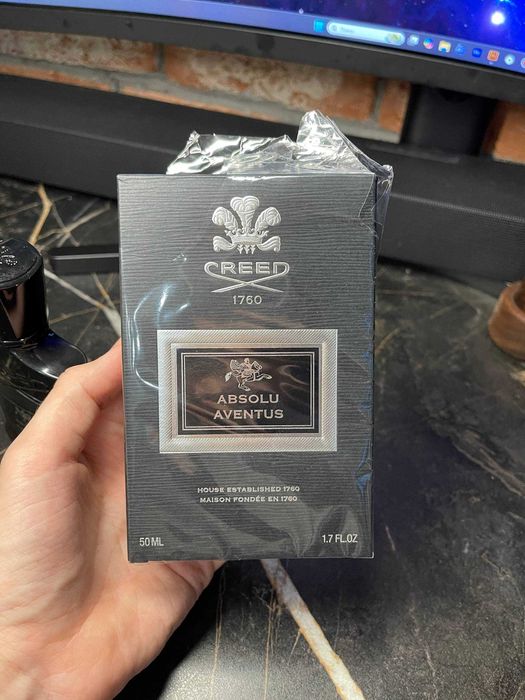 CREED
1760
ABSOLU
AVENTUS
HOUSE ESTABLISHED 1760
MAISON FONDÉE EN 1760
50 ML
1.7 FL.OZ